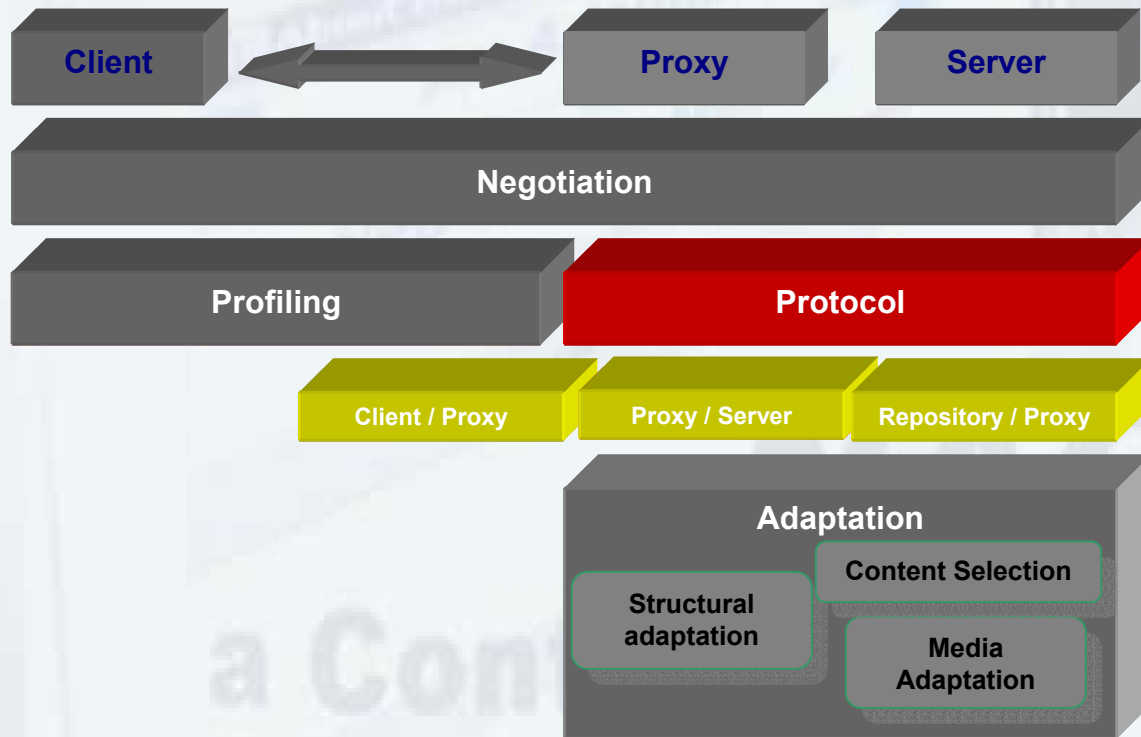 Client
Proxy
Server
Negotiation
Profiling
Protocol
Client / Proxy
Proxy / Server
Repository / Proxy
Adaptation
Content Selection
Structural
adaptation
Media
Adaptation
a Cont